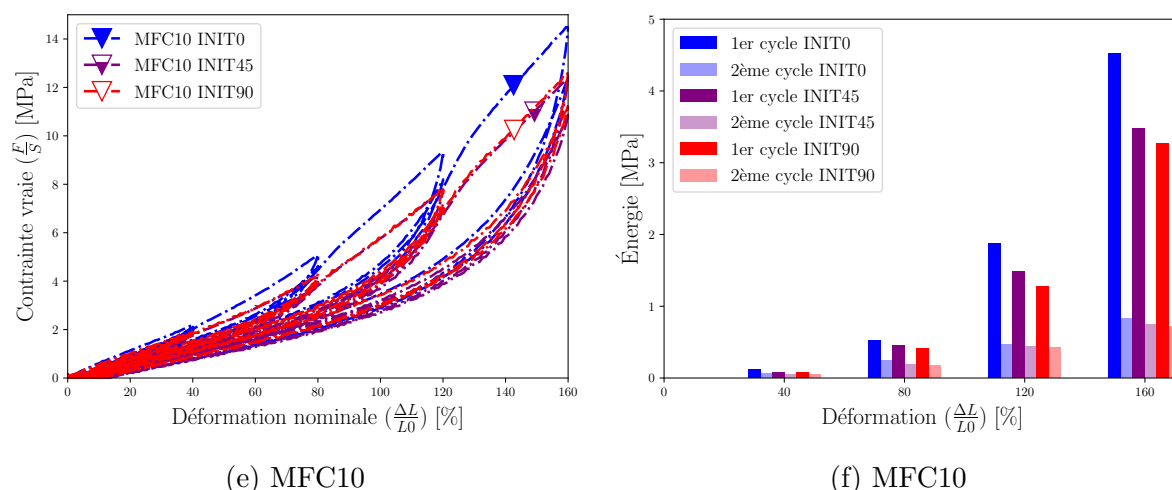 MFC10 INIT0
MFC10 INIT45
MFC10 INIT90
Contrainte vraie (F/S) [MPa]
14
12
10
8
6
4
2
0
0 20 40 60 80 100 120 140 160
Déformation nominale (ΔL/L0) [%]
(e) MFC10
1er cycle INIT0
2ème cycle INIT0
1er cycle INIT45
2ème cycle INIT45
1er cycle INIT90
2ème cycle INIT90
Énergie [MPa]
5
4
3
2
1
0
0 40 80 120 160
Déformation (ΔL/L0) [%]
(f) MFC10